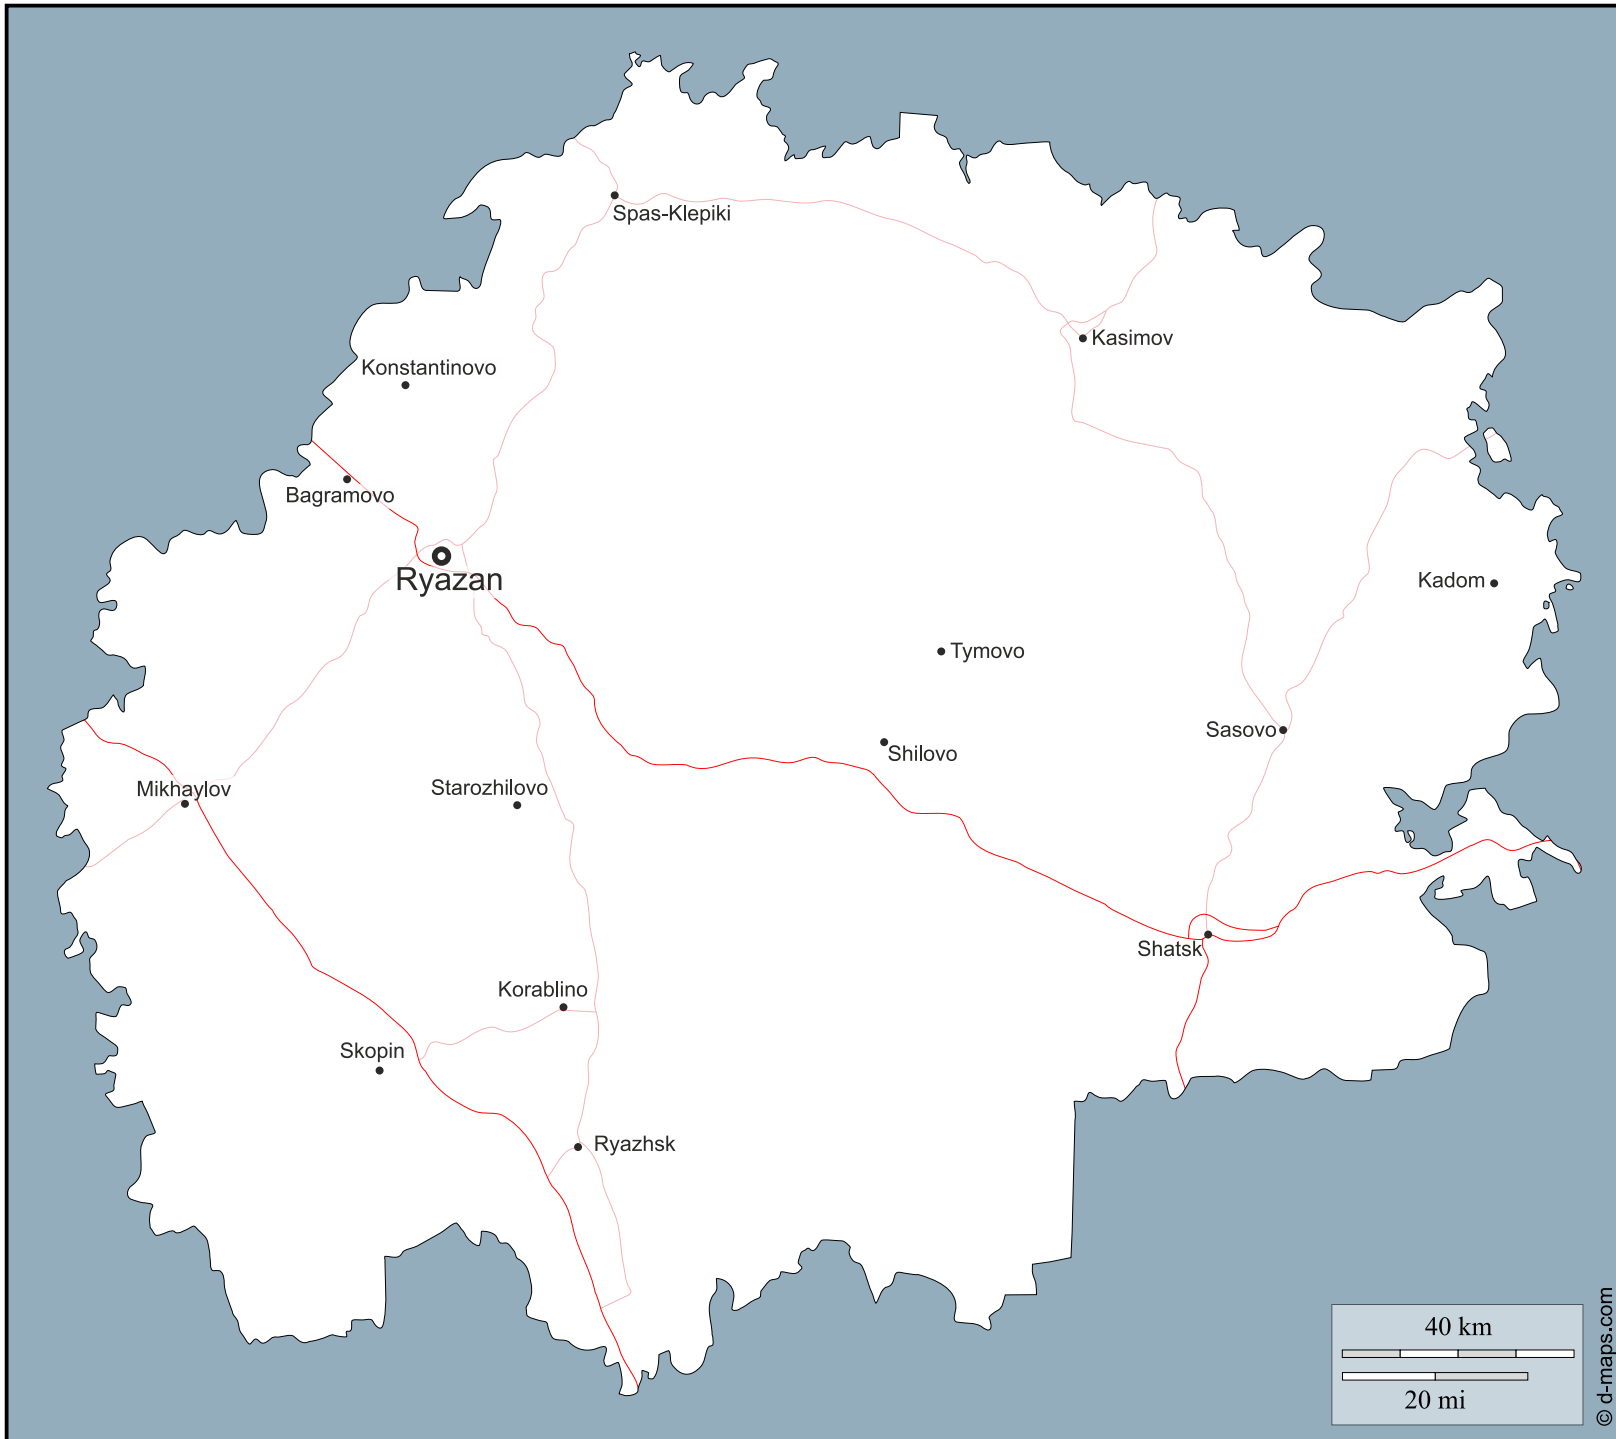 Spas-Klepiki
Kasimov
Konstantinovo
Bagramovo
Ryazan
Kadom
Tymovo
Sasovo
Shilovo
Starozhilovo
Mikhaylov
Shatsk
Korablino
Skopin
Ryazhsk
40 km
20 mi
© d-maps.com